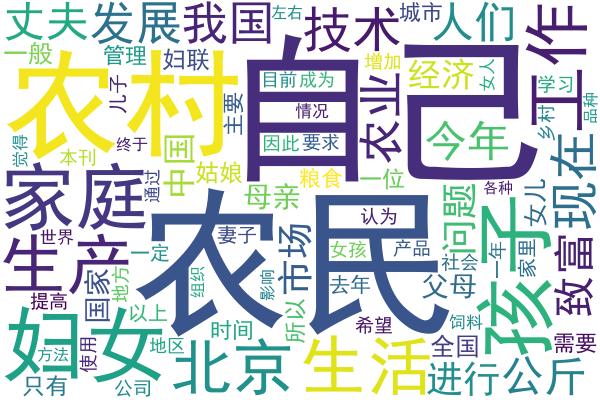 丈夫
发展
我国
技术
左右
城市
人们
工作
一般
管理
妇联
农村
自己
目前
成为
增加
经济
女人
学习
品种
儿子
主要
情况
农业
乡村
觉得
本刊
终于
因此
要求
今年
中国
姑娘
粮食
一位
现在
家庭
通过
母亲
各种
孩子
女儿
农民
认为
问题
致富
生产
世界
一定
妻子
市场
女孩
产品
社会
一年
家里
提高
国家
地方
组织
影响
去年
父母
妇女
以上
时间
所以
希望
饲料
方法
使用
地区
北京
生活
全国
需要
只有
公司
进行
公斤